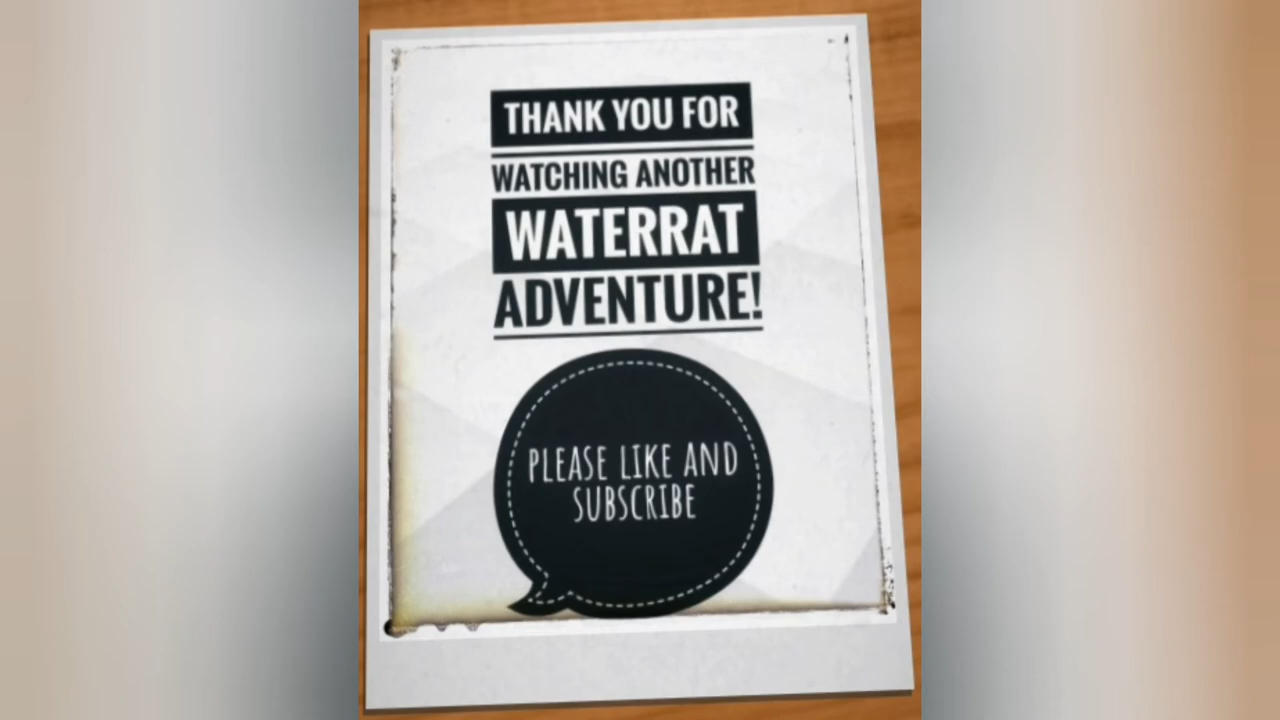 THANK YOU FOR
WATCHING ANOTHER
WATERRAT
ADVENTURE!
PLEASE LIKE AND
SUBSCRIBE